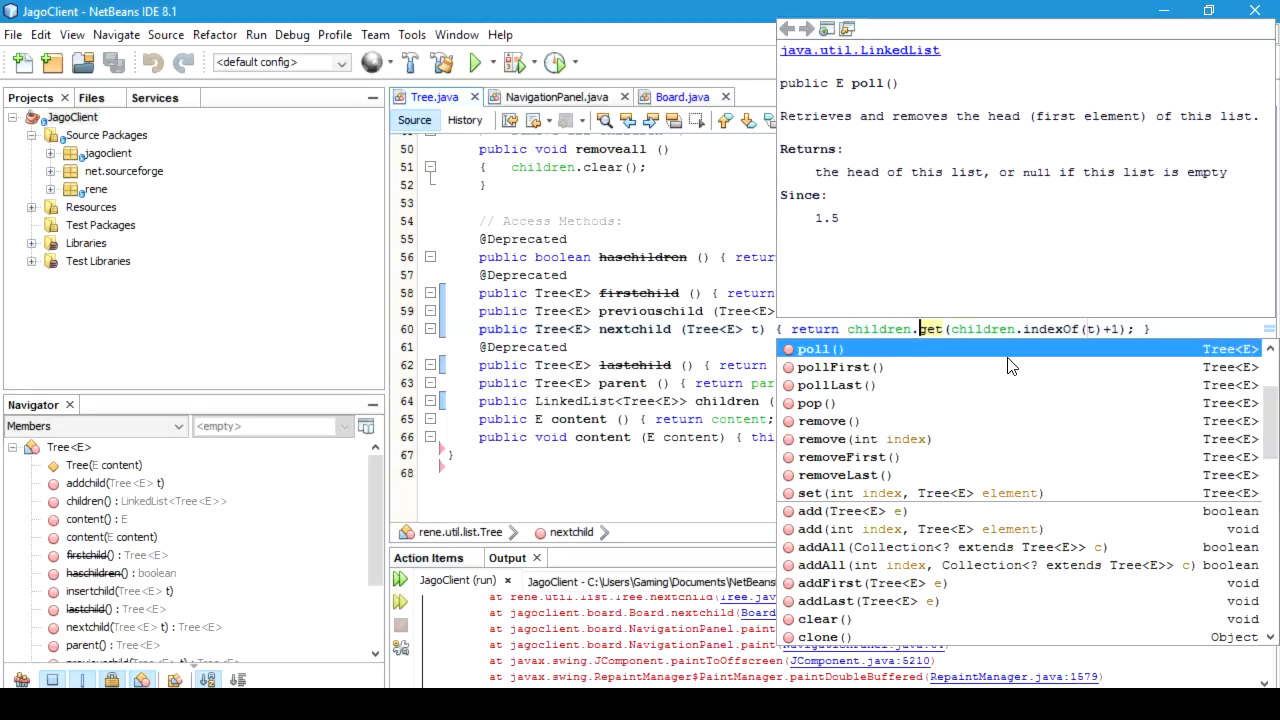 JagoClient - NetBeans IDE 8.1
File Edit View Navigate Source Refactor Run Debug Profile Team Tools Window Help
<default config>
Projects Files Services
JagoClient
Source Packages
jagoclient
net.sourceforge
rene
Resources
Test Packages
Libraries
Test Libraries
Navigator
Members <empty>
Tree<E>
Tree(E content)
addchild(Tree<E> t)
children() : LinkedList<Tree<E>>
content() : E
content(E content)
firstchild() : Tree<E>
haschildren() : boolean
insertchild(Tree<E> t)
lastchild() : Tree<E>
nextchild(Tree<E> t) : Tree<E>
parent() : Tree<E>
previouschild(Tree<E> t) : Tree<E>
Tree.java NavigationPanel.java Board.java
Source History
50 public void removeall ()
51 { children.clear();
52 }
53
54 // Access Methods:
55 @Deprecated
56 public boolean haschildren () { retur
57 @Deprecated
58 public Tree<E> firstchild () { return
59 public Tree<E> previouschild (Tree<E>
60 public Tree<E> nextchild (Tree<E> t) { return children.get(children.indexOf(t)+1); }
61 @Deprecated
62 public Tree<E> lastchild () { return
63 public Tree<E> parent () { return par
64 public LinkedList<Tree<E>> children (
65 public E content () { return content;
66 public void content (E content) { thi
67 }
68
rene.util.list.Tree nextchild
java.util.LinkedList
public E poll()
Retrieves and removes the head (first element) of this list.
Returns:
the head of this list, or null if this list is empty
Since:
1.5
poll() Tree<E>
pollFirst() Tree<E>
pollLast() Tree<E>
pop() Tree<E>
remove() Tree<E>
remove(int index) Tree<E>
removeFirst() Tree<E>
removeLast() Tree<E>
set(int index, Tree<E> element) Tree<E>
add(Tree<E> e) boolean
add(int index, Tree<E> element) void
addAll(Collection<? extends Tree<E>> c) boolean
addAll(int index, Collection<? extends Tree<E>> c) boolean
addFirst(Tree<E> e) void
addLast(Tree<E> e) void
clear() void
clone() Object
Action Items Output
JagoClient (run) JagoClient - C:\Users\Gaming\Documents\NetBeans
at rene.util.list.Tree.nextchild(Tree.jav
at jagoclient.board.Board.nextchild(Board
at jagoclient.board.NavigationPanel.paint
at jagoclient.board.NavigationPanel.paint
at javax.swing.JComponent.paintToOffscreen(JComponent.java:5210)
at javax.swing.RepaintManager$PaintManager.paintDoubleBuffered(RepaintManager.java:1579)